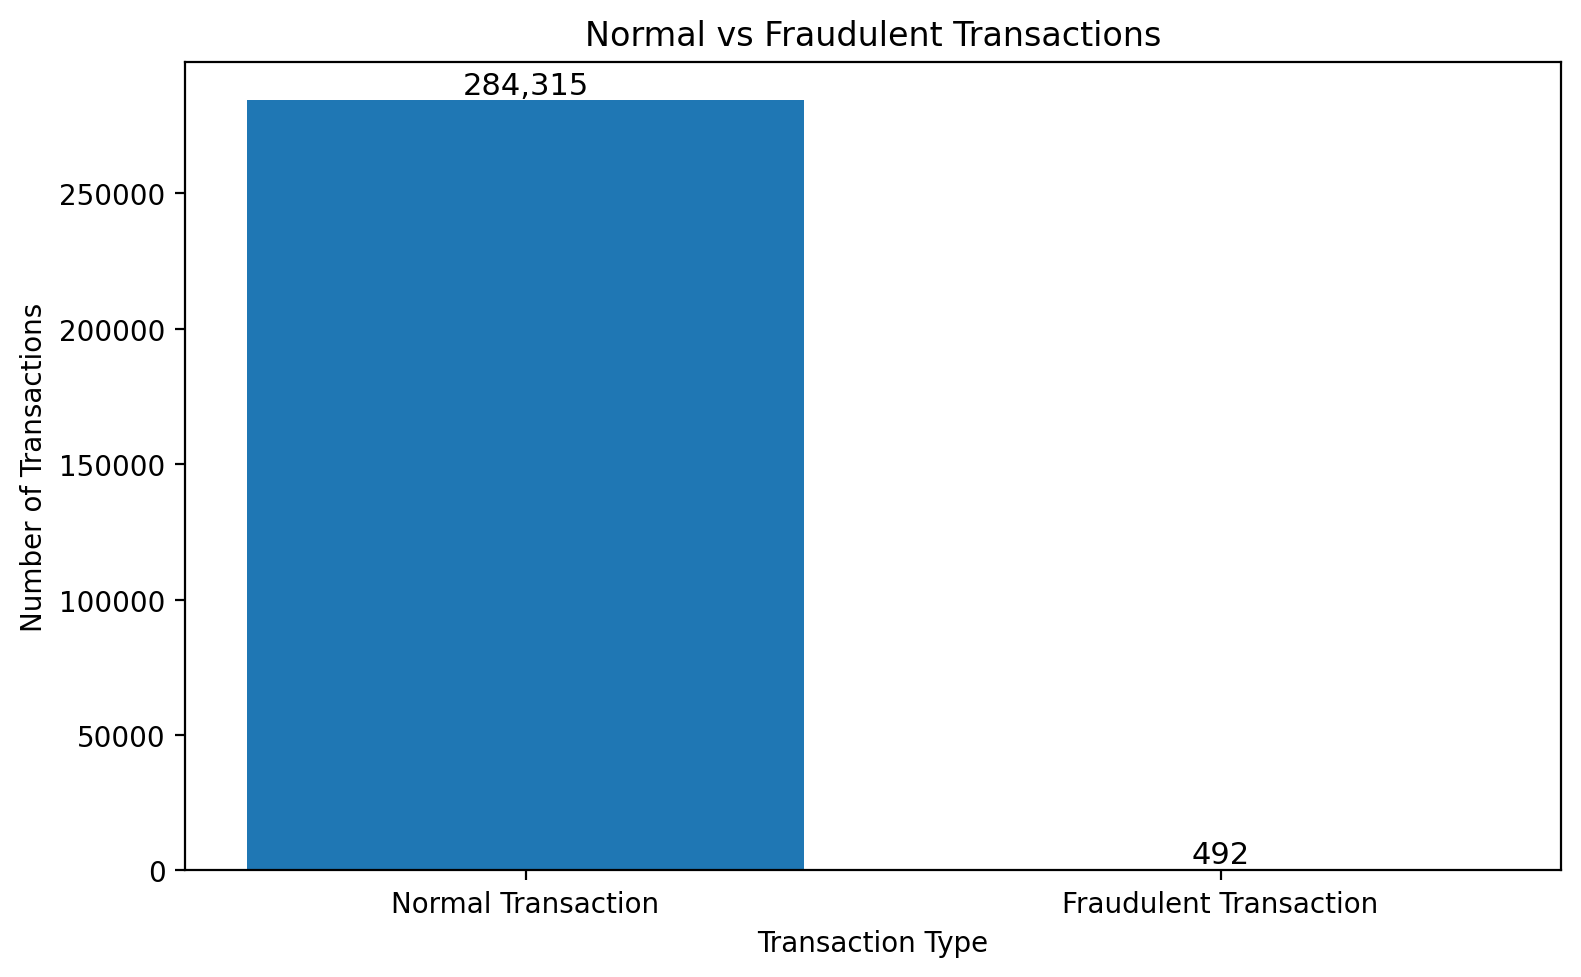 Normal vs Fraudulent Transactions
284,315
250000
200000
150000
100000
50000
0
Number of Transactions
492
Normal Transaction
Fraudulent Transaction
Transaction Type